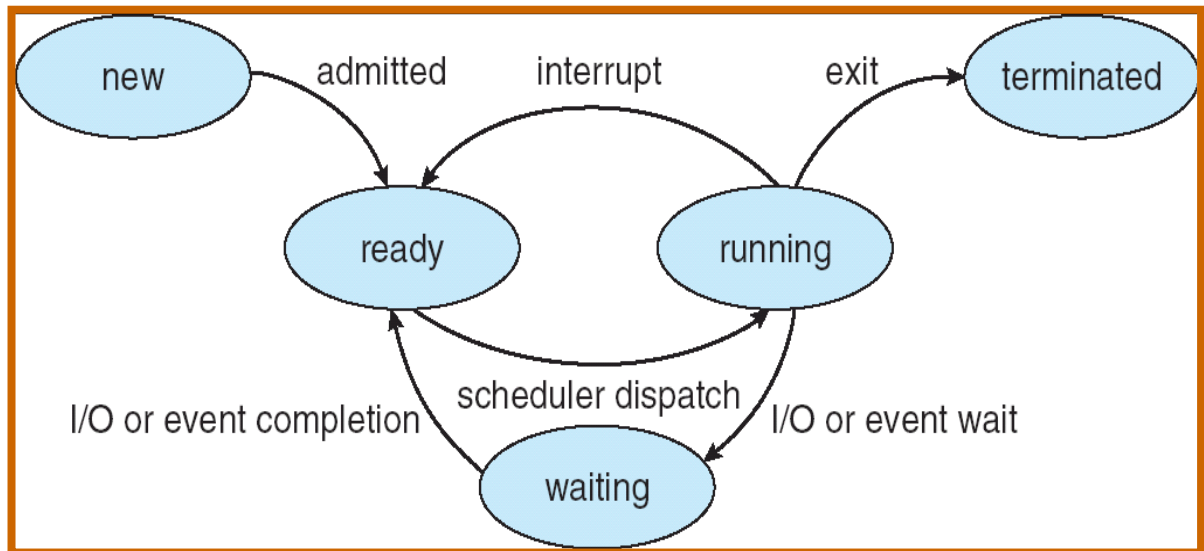 new
admitted
interrupt
exit
terminated
ready
running
scheduler dispatch
I/O or event completion
I/O or event wait
waiting